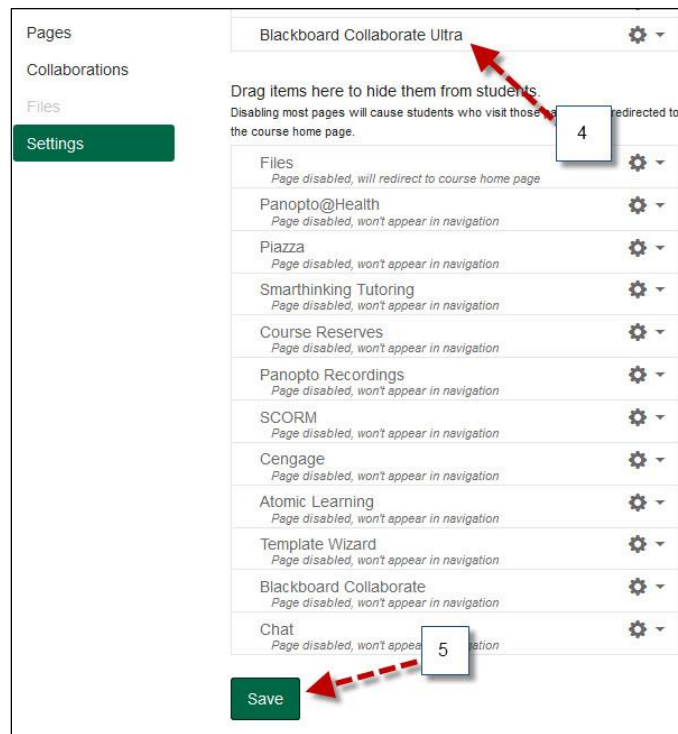 Pages
Collaborations
Files
Settings
Blackboard Collaborate Ultra
Drag items here to hide them from students.
Disabling most pages will cause students who visit those redirected to
the course home page.
4
Files
Page disabled, will redirect to course home page
Panopto@Health
Page disabled, won't appear in navigation
Piazza
Page disabled, won't appear in navigation
Smarthinking Tutoring
Page disabled, won't appear in navigation
Course Reserves
Page disabled, won't appear in navigation
Panopto Recordings
Page disabled, won't appear in navigation
SCORM
Page disabled, won't appear in navigation
Cengage
Page disabled, won't appear in navigation
Atomic Learning
Page disabled, won't appear in navigation
Template Wizard
Page disabled, won't appear in navigation
Blackboard Collaborate
Page disabled, won't appear in navigation
Chat
Page disabled, won't
5
Save